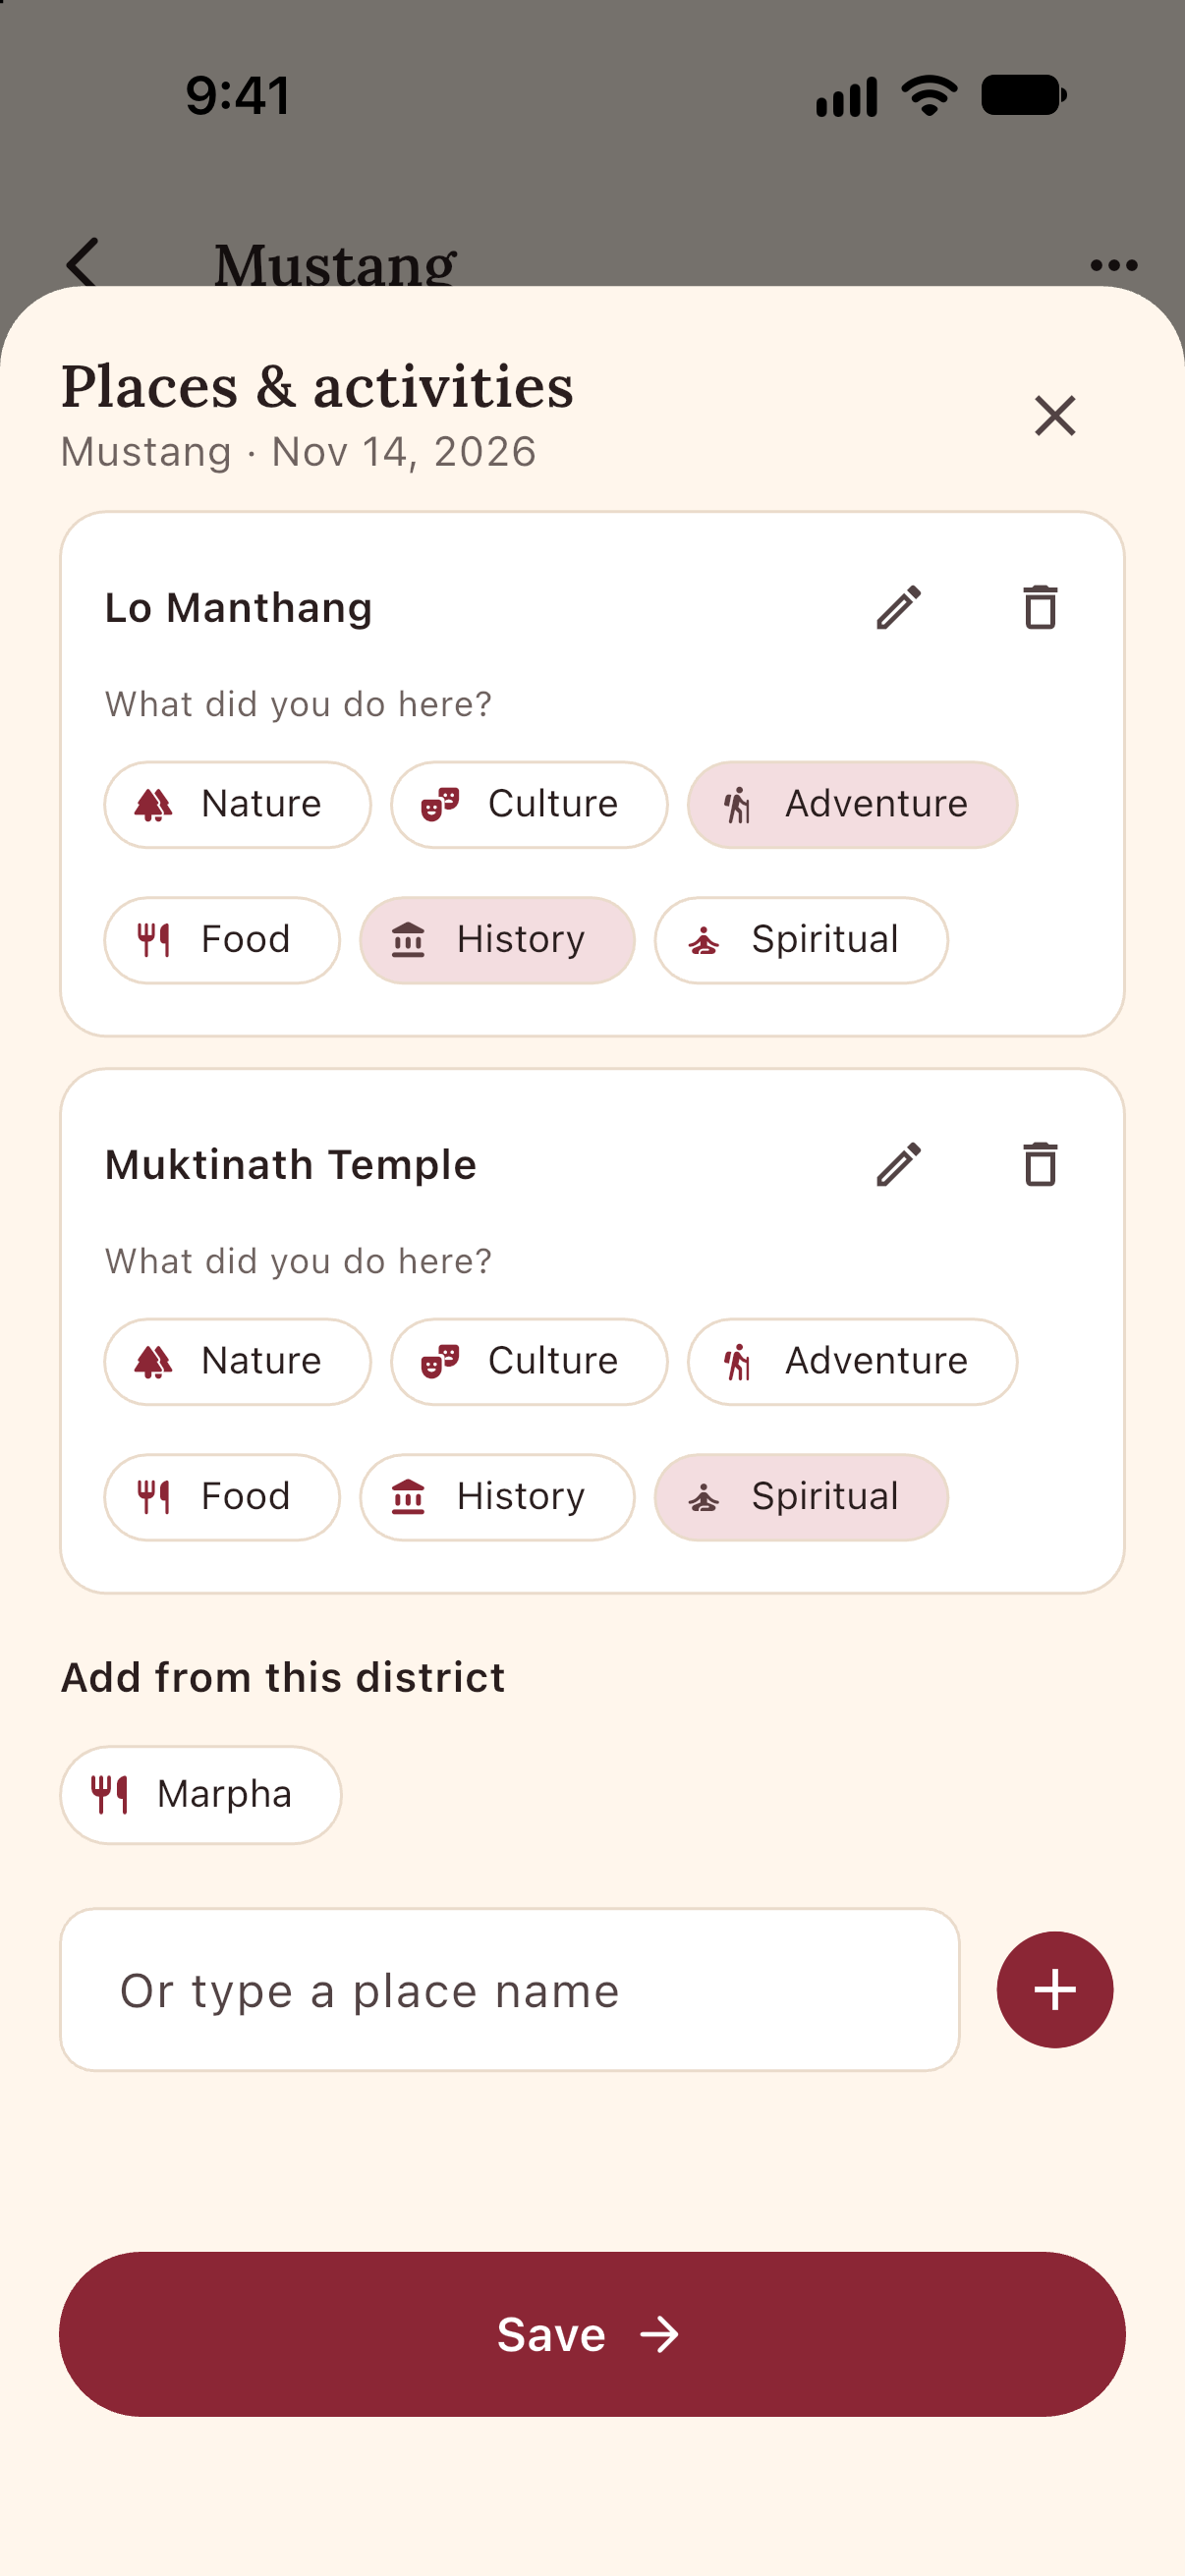 9:41
Mustang
Places & activities
Mustang · Nov 14, 2026
Lo Manthang
What did you do here?
Nature Culture Adventure
Food History Spiritual
Muktinath Temple
What did you do here?
Nature Culture Adventure
Food History Spiritual
Add from this district
Marpha
Or type a place name
Save →